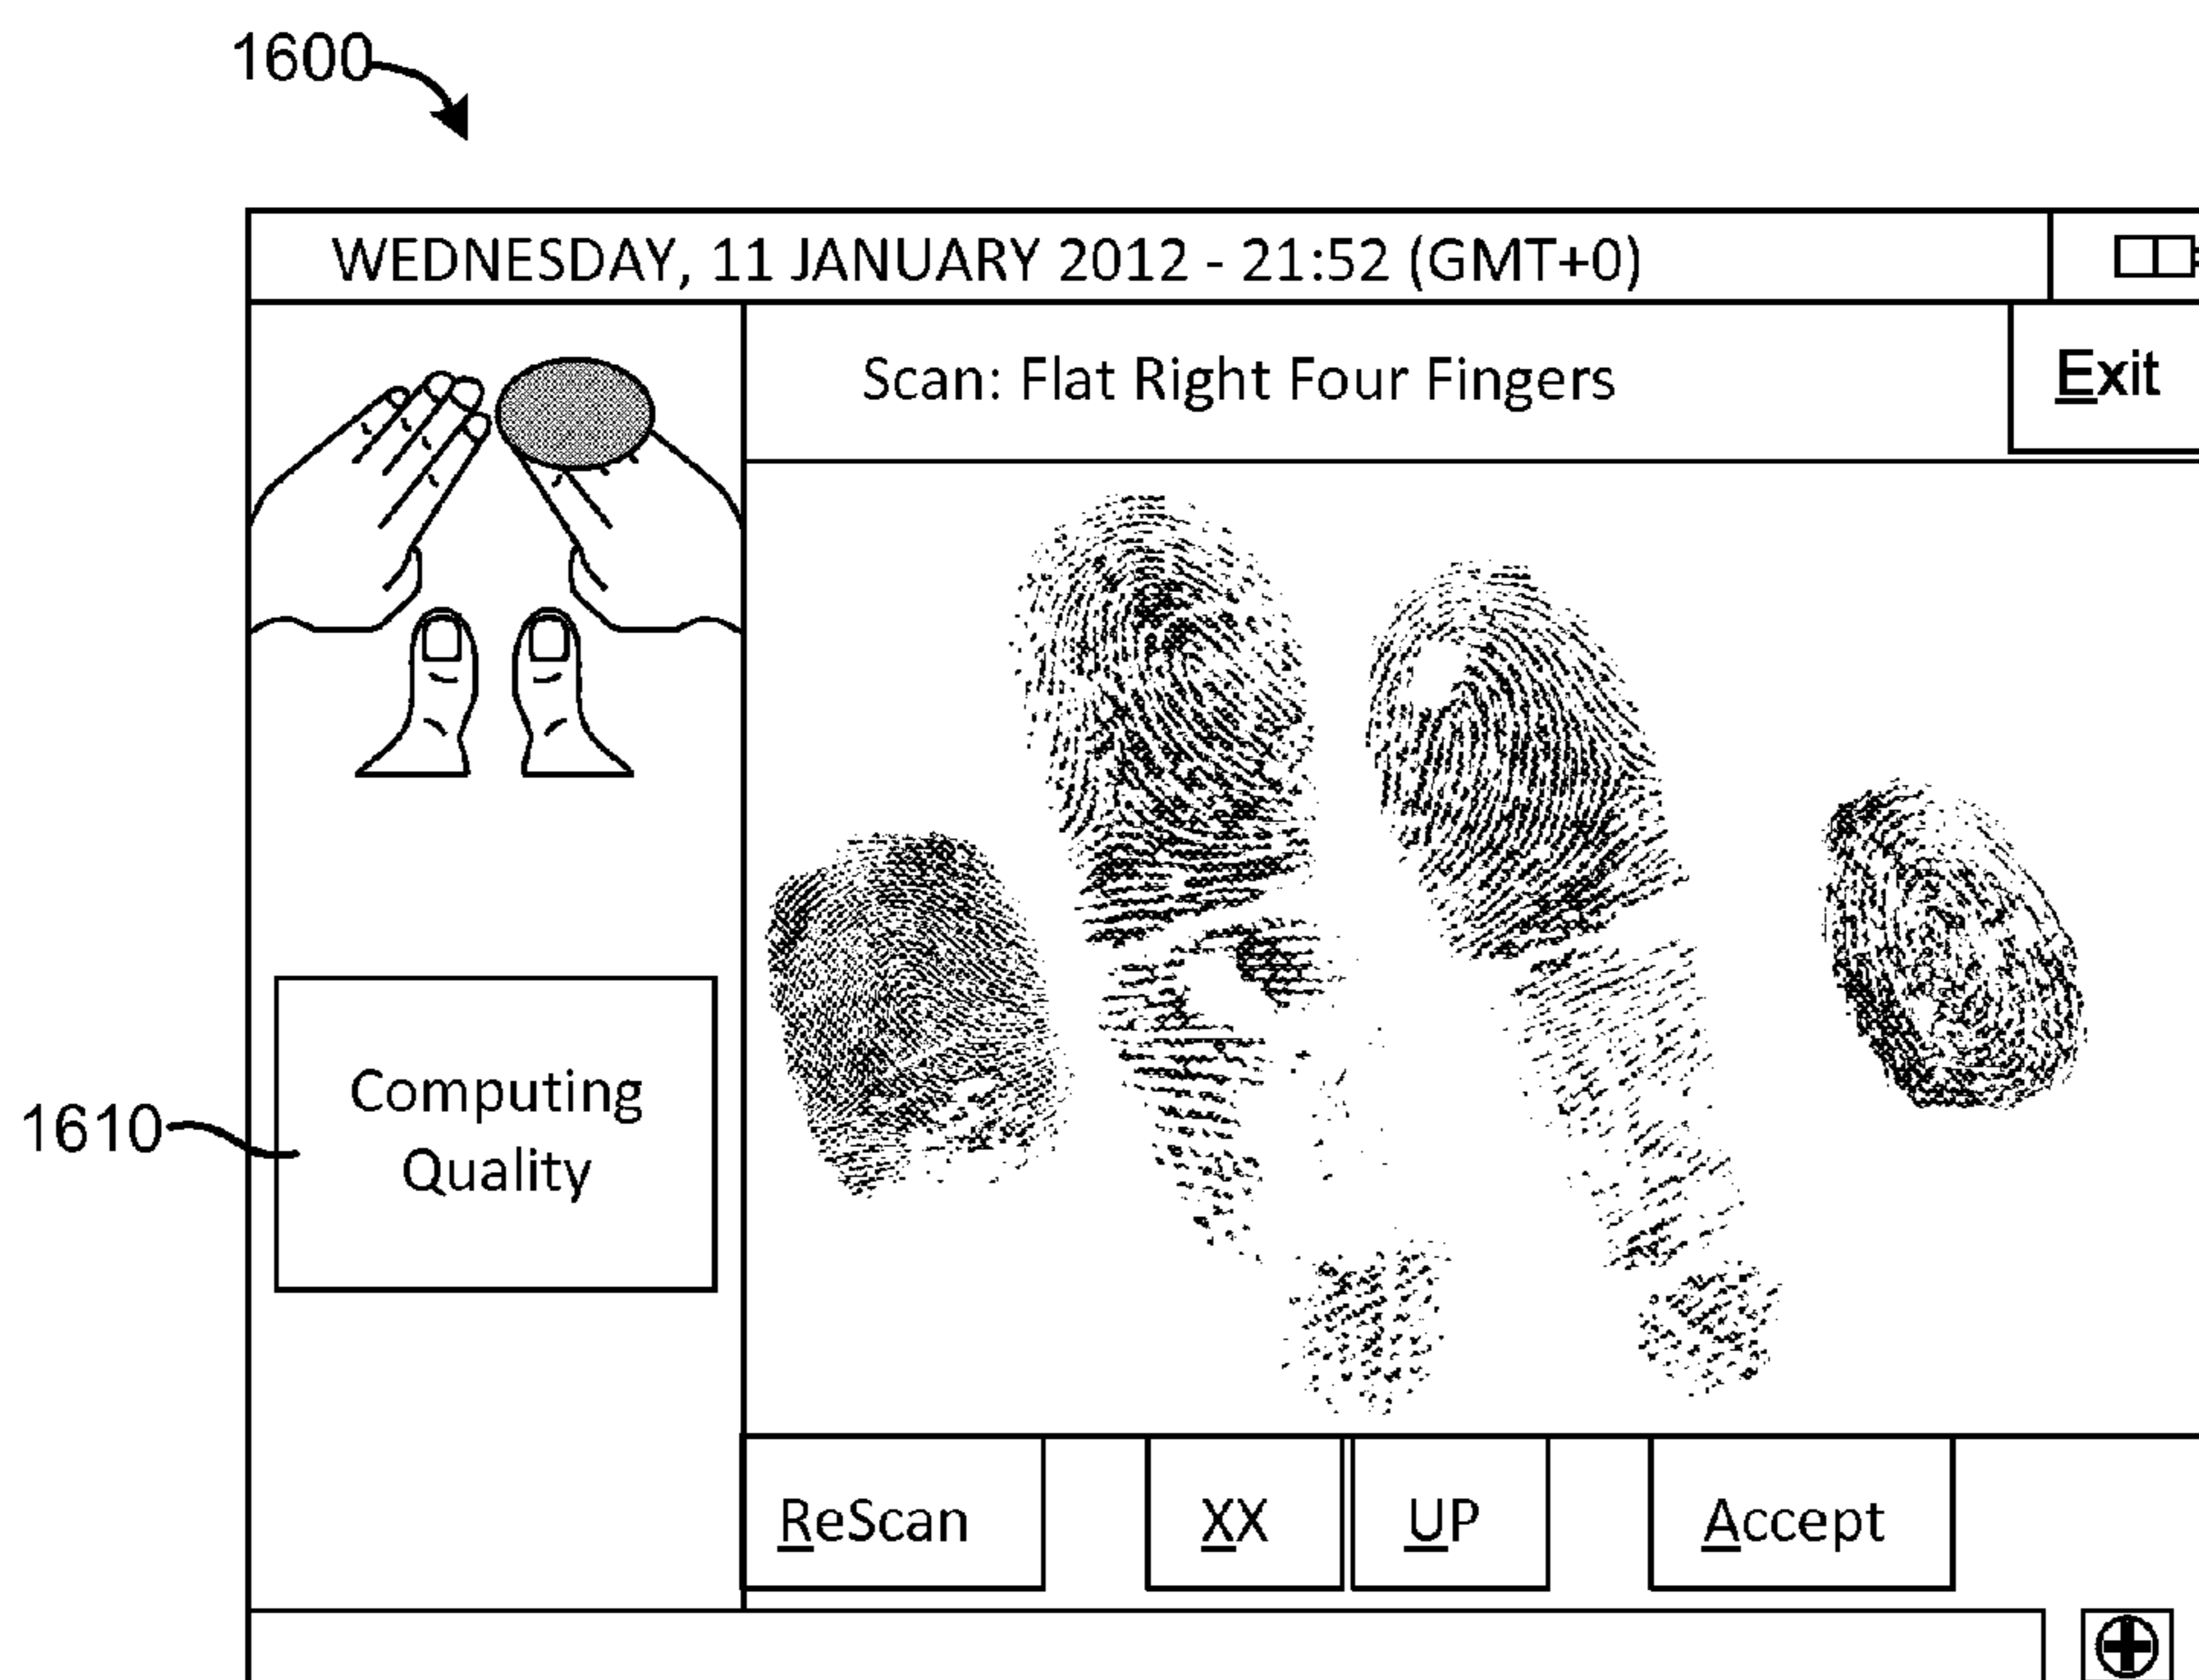 1600
WEDNESDAY, 11 JANUARY 2012 - 21:52 (GMT+0)
Scan: Flat Right Four Fingers
Exit
1610
Computing
Quality
ReScan
XX
UP
Accept